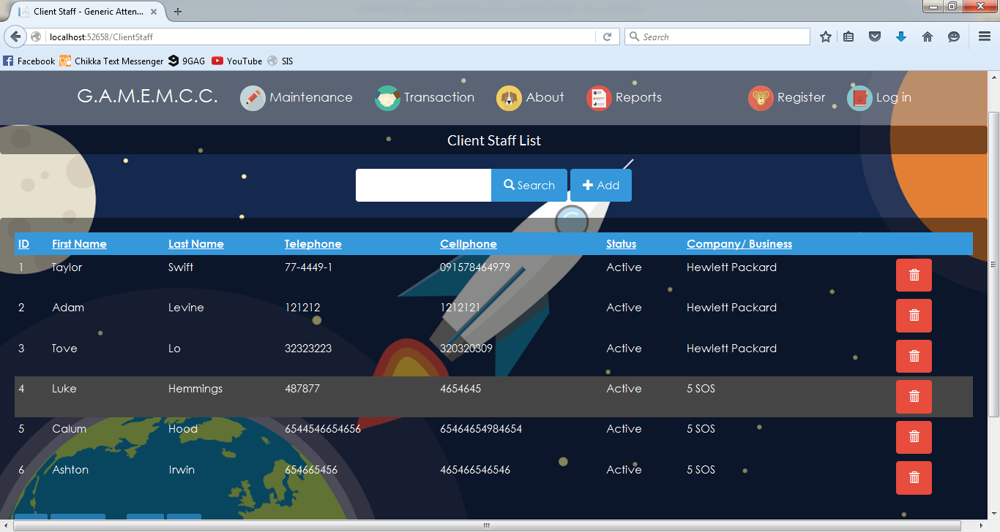 Client Staff - Generic Atten...
localhost:52658/ClientStaff
Search
Facebook Chikka Text Messenger 9GAG YouTube SIS
G.A.M.E.M.C.C. Maintenance Transaction About Reports Register Log in
Client Staff List
Search Add
ID First Name Last Name Telephone Cellphone Status Company/ Business
1 Taylor Swift 77-4449-1 091578464979 Active Hewlett Packard
2 Adam Levine 121212 1212121 Active Hewlett Packard
3 Tove Lo 32323223 320320309 Active Hewlett Packard
4 Luke Hemmings 487877 4654645 Active 5 SOS
5 Calum Hood 6544546654656 65464654984654 Active 5 SOS
6 Ashton Irwin 654665456 465466546546 Active 5 SOS